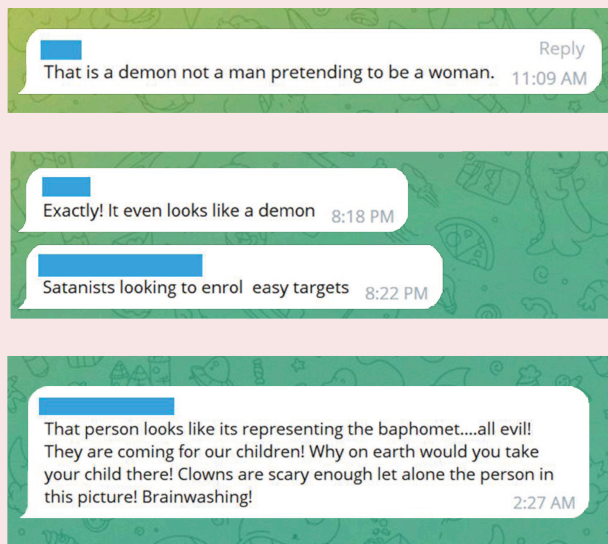 Reply
That is a demon not a man pretending to be a woman. 11:09 AM
Exactly! It even looks like a demon 8:18 PM
Satanists looking to enrol  easy targets 8:22 PM
That person looks like its representing the baphomet....all evil!
They are coming for our children! Why on earth would you take
your child there! Clowns are scary enough let alone the person in
this picture! Brainwashing! 2:27 AM